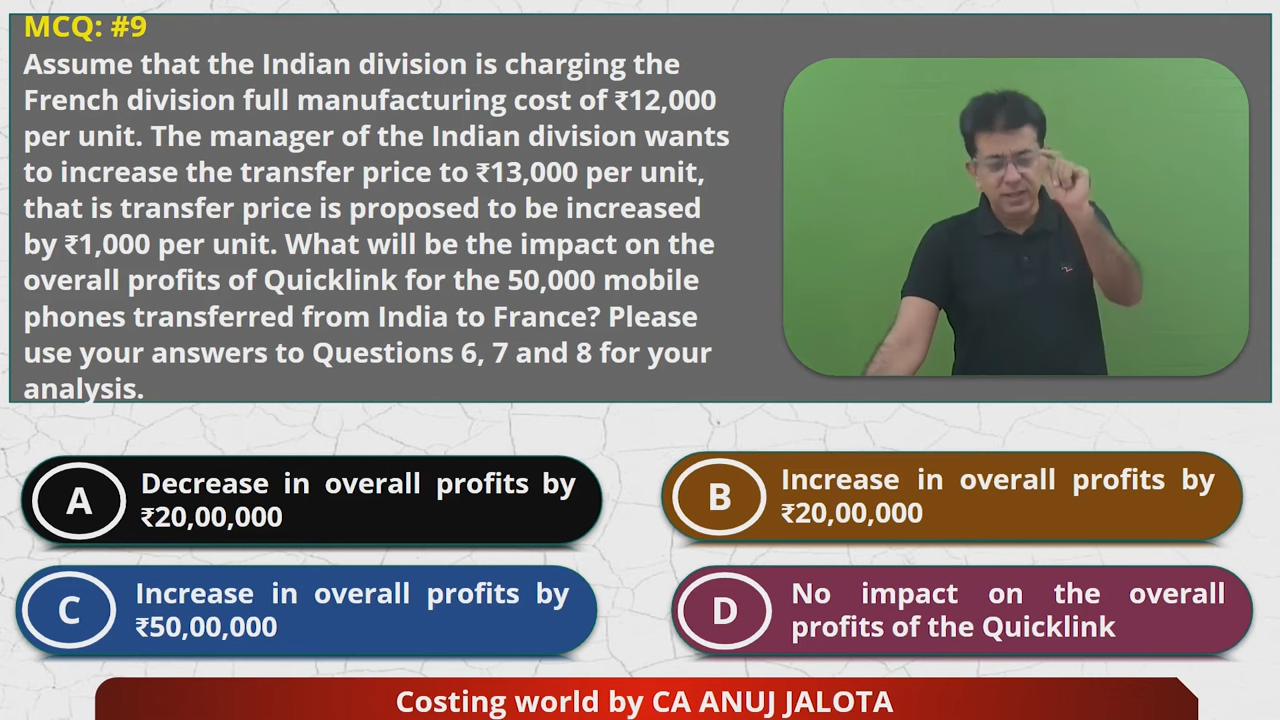 MCQ: #9
Assume that the Indian division is charging the
French division full manufacturing cost of ₹12,000
per unit. The manager of the Indian division wants
to increase the transfer price to ₹13,000 per unit,
that is transfer price is proposed to be increased
by ₹1,000 per unit. What will be the impact on the
overall profits of Quicklink for the 50,000 mobile
phones transferred from India to France? Please
use your answers to Questions 6, 7 and 8 for your
analysis.
A
Decrease in overall profits by
₹20,00,000
B
Increase in overall profits by
₹20,00,000
C
Increase in overall profits by
₹50,00,000
D
No impact on the overall
profits of the Quicklink
Costing world by CA ANUJ JALOTA